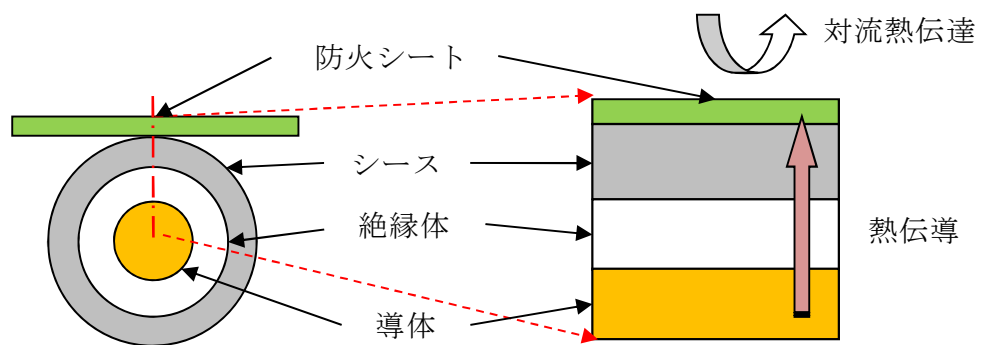 対流熱伝達
防火シート
シース
絶縁体
熱伝導
導体